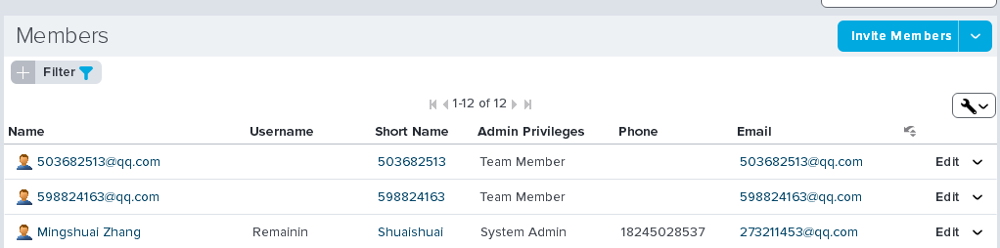 Members
Invite Members
Filter
1-12 of 12
Name Username Short Name Admin Privileges Phone Email
503682513@qq.com 503682513 Team Member 503682513@qq.com Edit
598824163@qq.com 598824163 Team Member 598824163@qq.com Edit
Mingshuai Zhang Remainin Shuaishuai System Admin 18245028537 273211453@qq.com Edit